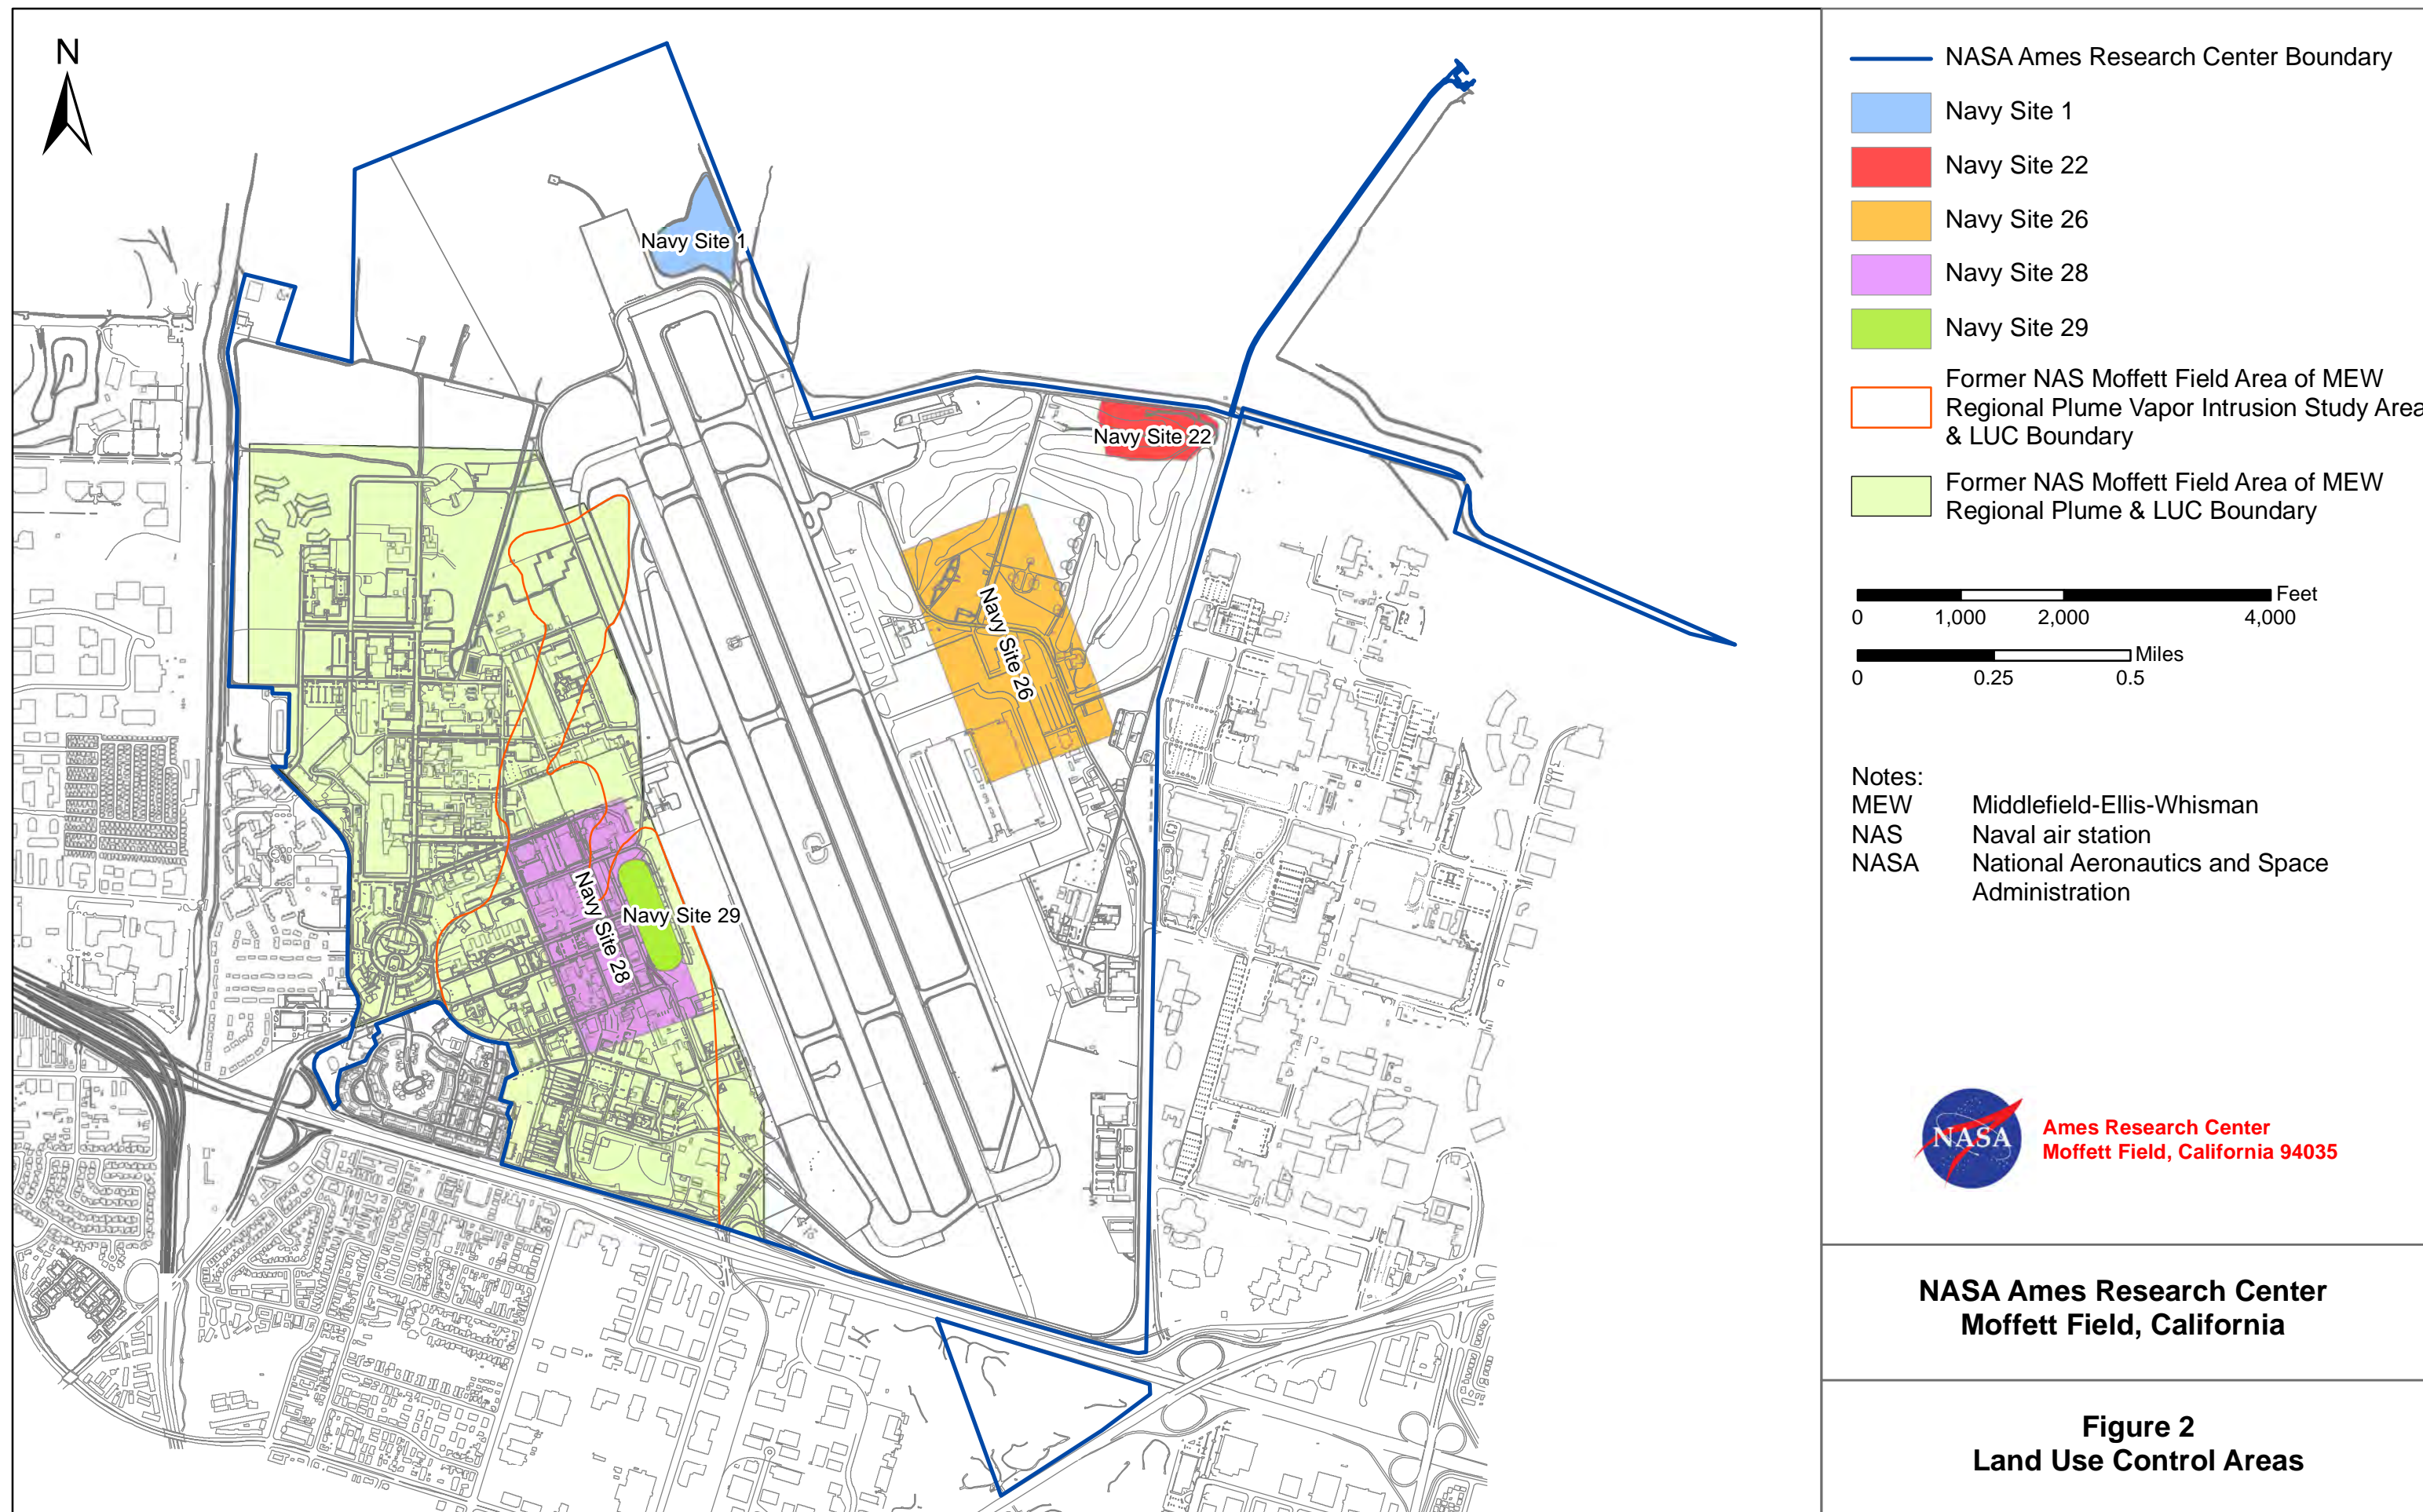 N
Navy Site 1
Navy Site 22
Navy Site 26
Navy Site 28
Navy Site 29
NASA Ames Research Center Boundary
Navy Site 1
Navy Site 22
Navy Site 26
Navy Site 28
Navy Site 29
Former NAS Moffett Field Area of MEW
Regional Plume Vapor Intrusion Study Area
& LUC Boundary
Former NAS Moffett Field Area of MEW
Regional Plume & LUC Boundary
Feet
0 1,000 2,000 4,000
Miles
0 0.25 0.5
Notes:
MEW Middlefield-Ellis-Whisman
NAS Naval air station
NASA National Aeronautics and Space
Administration
NASA
Ames Research Center
Moffett Field, California 94035
NASA Ames Research Center
Moffett Field, California
Figure 2
Land Use Control Areas